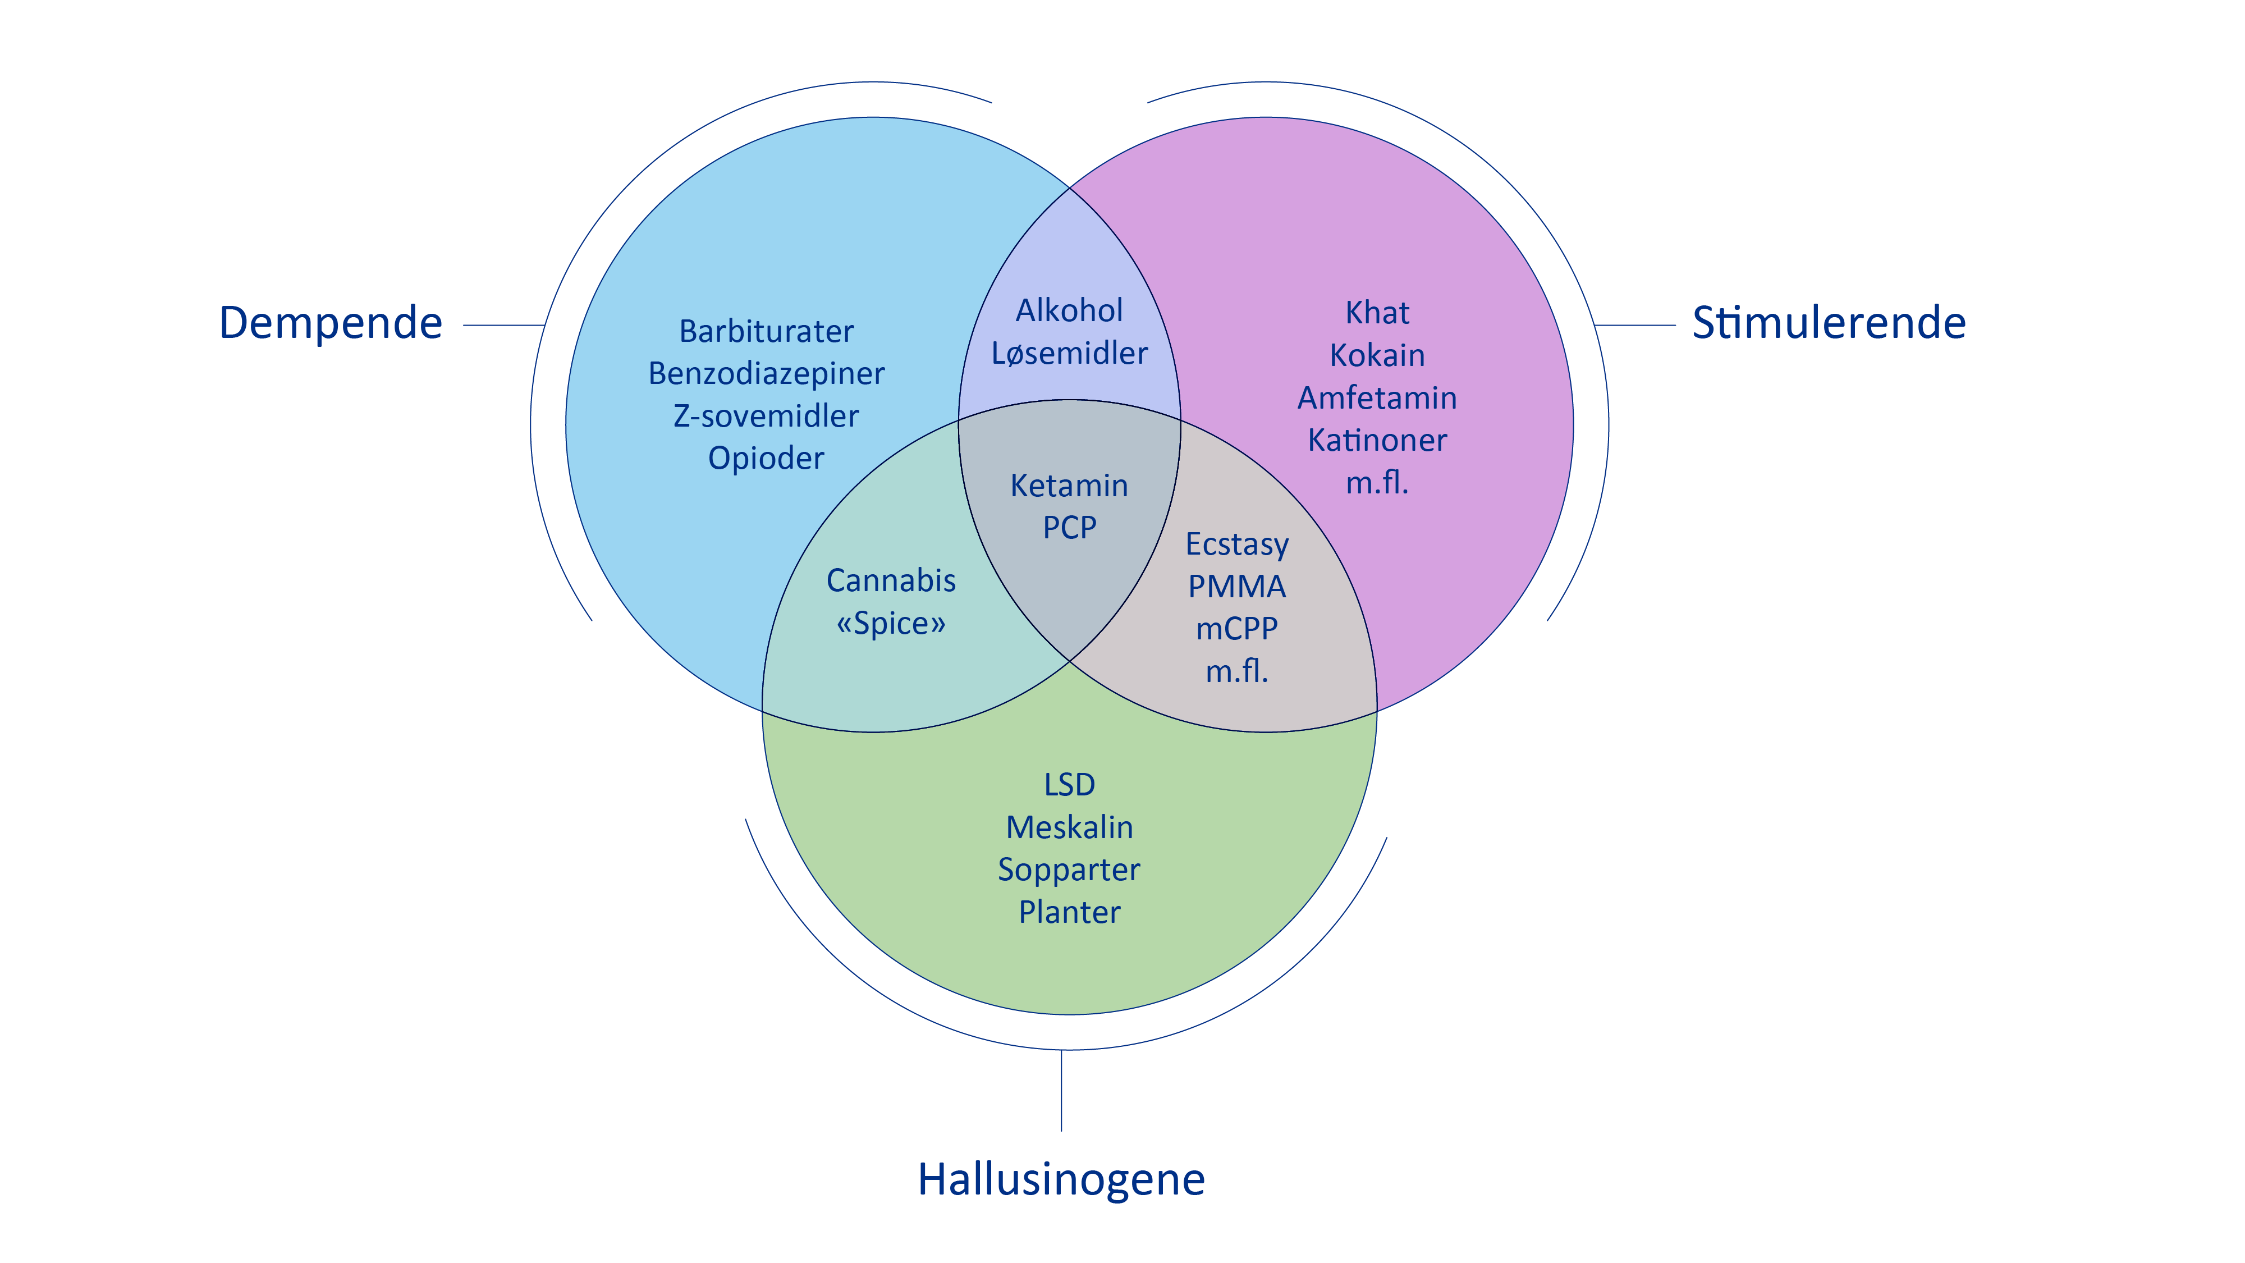 Dempende
Barbiturater
Benzodiazepiner
Z-sovemidler
Opioder
Alkohol
Løsemidler
Khat
Kokain
Amfetamin
Katinoner
m.fl.
Stimulerende
Ketamin
PCP
Cannabis
«Spice»
Ecstasy
PMMA
mCPP
m.fl.
LSD
Meskalin
Sopparter
Planter
Hallusinogene